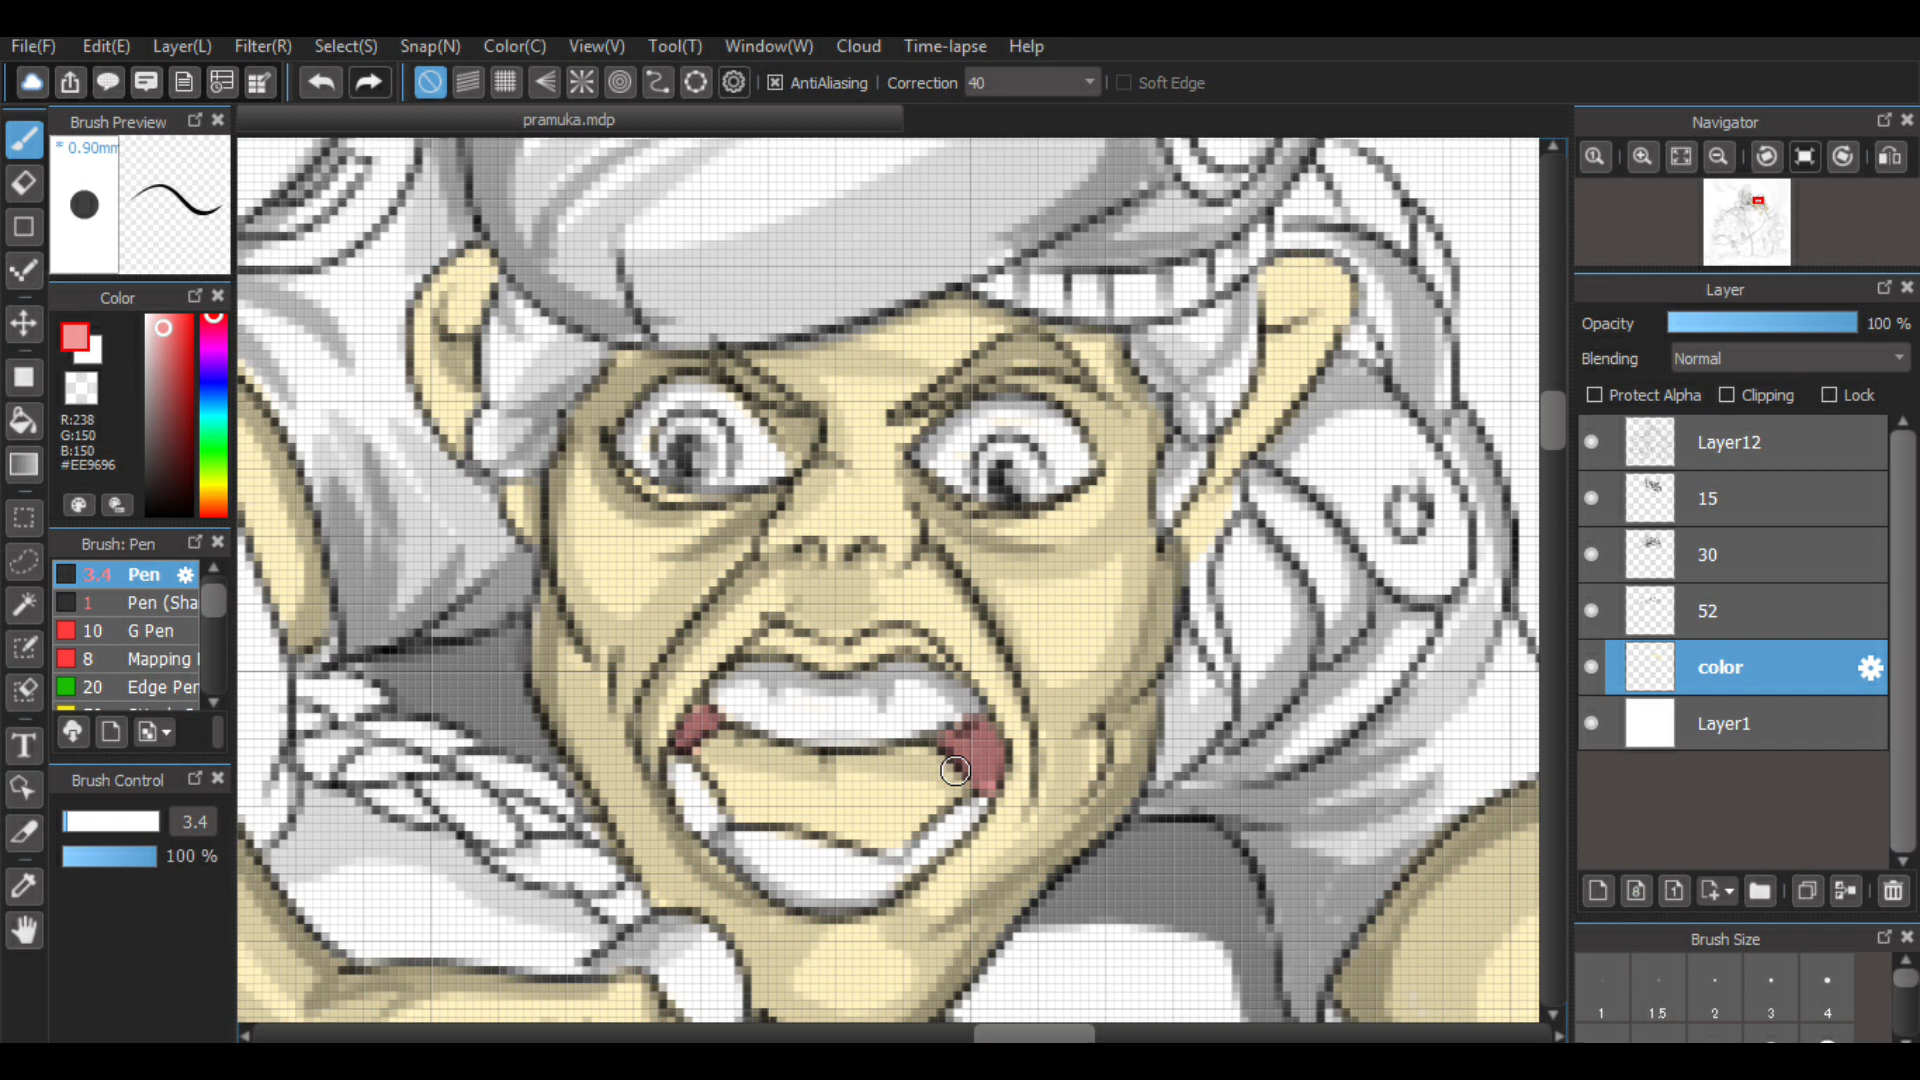 File(F) Edit(E) Layer(L) Filter(R) Select(S) Snap(N) Color(C) View(V) Tool(T) Window(W) Cloud Time-lapse Help
AntiAliasing Correction 40 Soft Edge
Brush Preview
* 0.90mm
pramuka.mdp
Color
R:238
G:150
B:150
#EE9696
Brush: Pen
3.4 Pen
1 Pen (Sha
10 G Pen
8 Mapping
20 Edge Pen
Brush Control
3.4
100 %
Navigator
Layer
Opacity 100 %
Blending Normal
Protect Alpha Clipping Lock
Layer12
15
30
52
color
Layer1
Brush Size
1 1.5 2 3 4